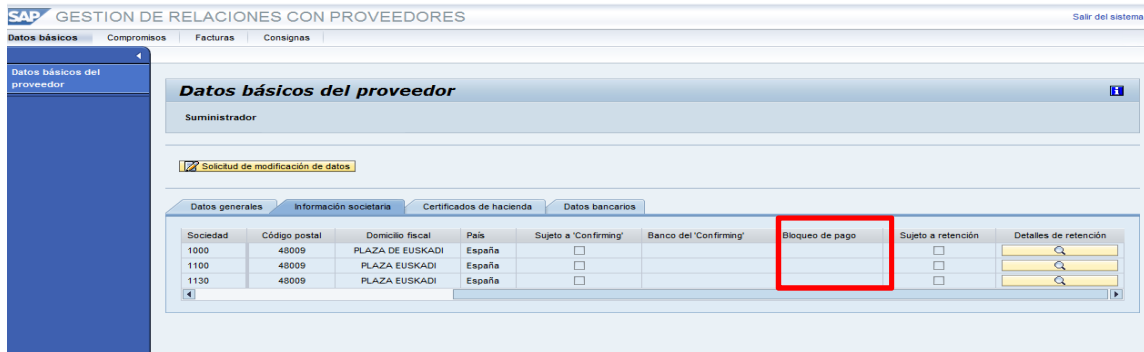 SAP GESTION DE RELACIONES CON PROVEEDORES Salir del sistema
Datos básicos Compromisos Facturas Consignas
Datos básicos del
proveedor
Datos básicos del proveedor
Suministrador
Solicitud de modificación de datos
Datos generales Información societaria Certificados de hacienda Datos bancarios
Sociedad Código postal Domicilio fiscal País Sujeto a 'Confirming' Banco del 'Confirming' Bloqueo de pago Sujeto a retención Detalles de retención
1000 48009 PLAZA DE EUSKADI España
1100 48009 PLAZA EUSKADI España
1130 48009 PLAZA EUSKADI España